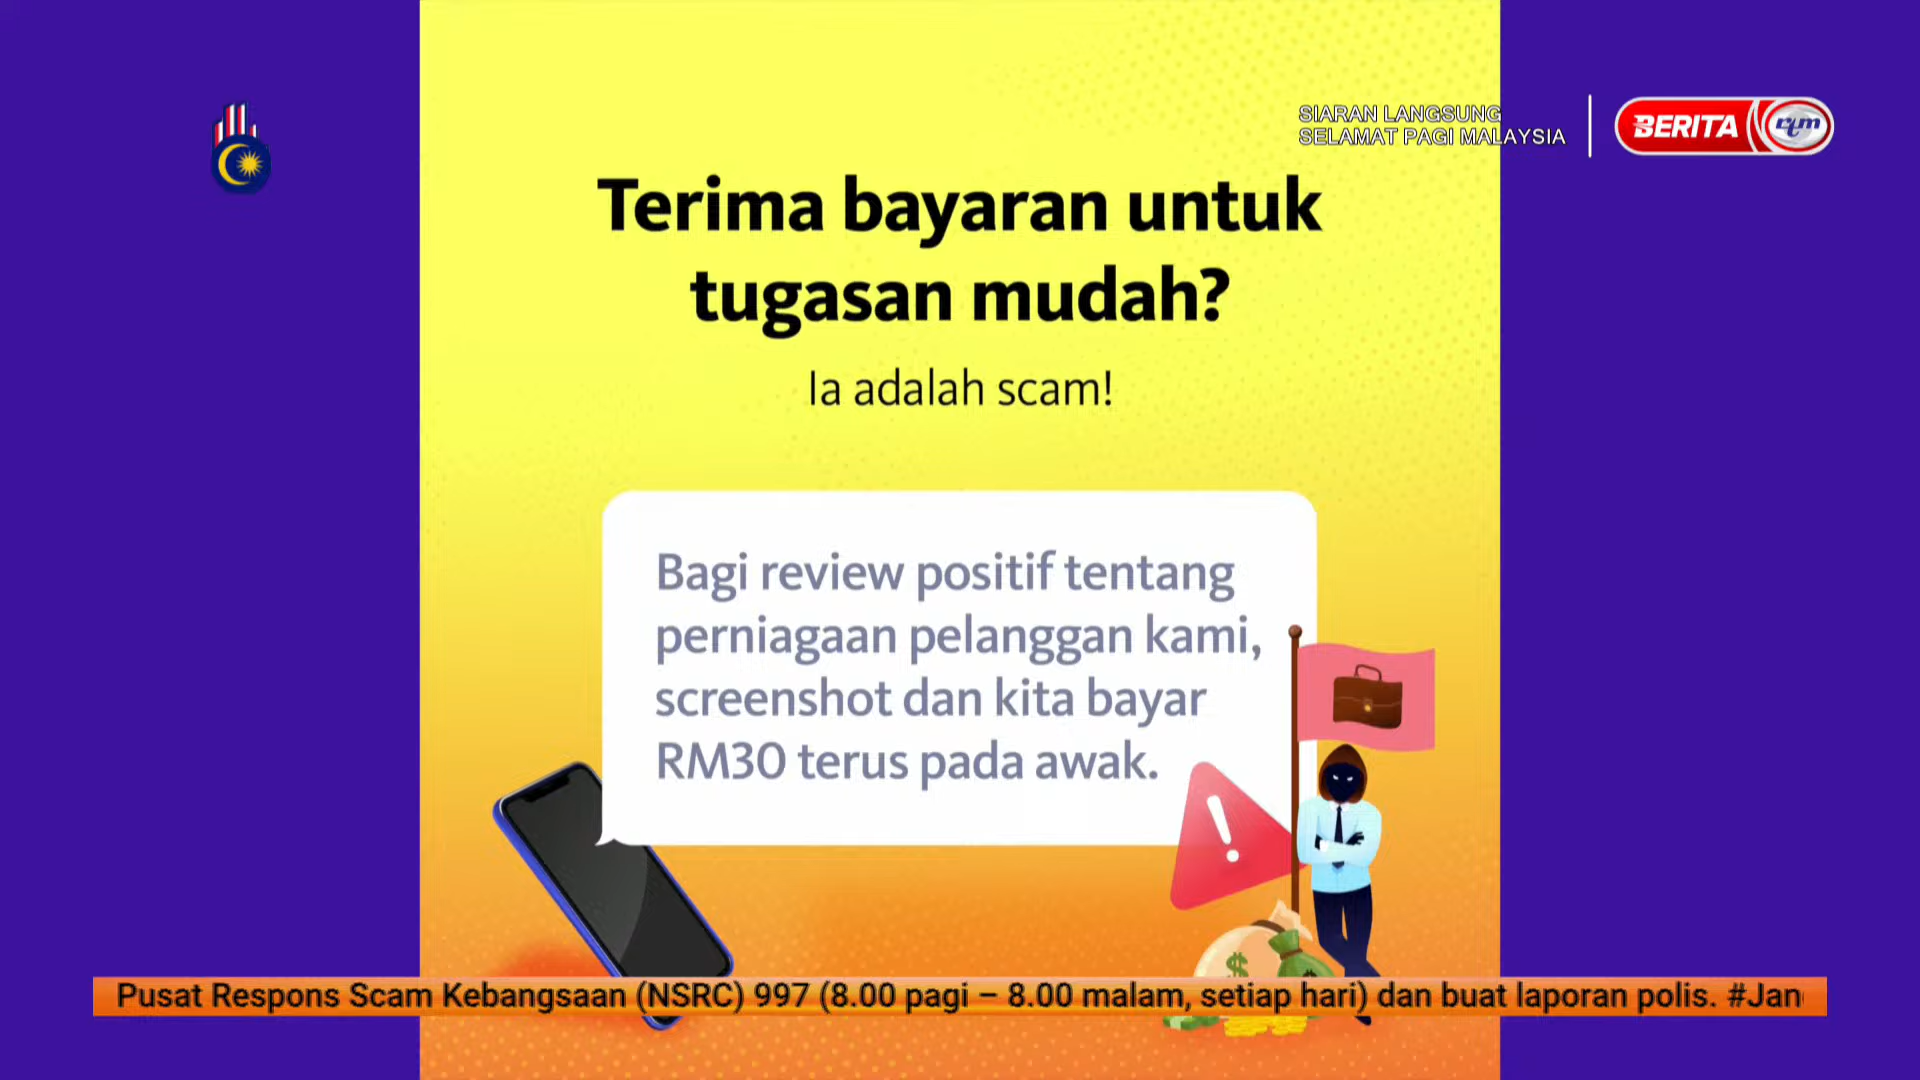 SIARAN LANGSUNG
SELAMAT PAGI MALAYSIA
BERITA rtm
Terima bayaran untuk
tugasan mudah?
Ia adalah scam!
Bagi review positif tentang
perniagaan pelanggan kami,
screenshot dan kita bayar
RM30 terus pada awak.
Pusat Respons Scam Kebangsaan (NSRC) 997 (8.00 pagi – 8.00 malam, setiap hari) dan buat laporan polis. #Jan